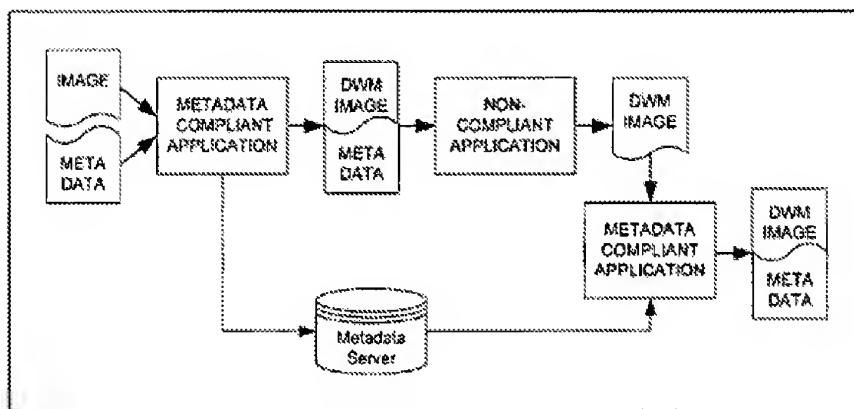 IMAGE
META
DATA
METADATA
COMPLIANT
APPLICATION
DWM
IMAGE
META
DATA
NON-
COMPLIANT
APPLICATION
DWM
IMAGE
METADATA
COMPLIANT
APPLICATION
DWM
IMAGE
META
DATA
Metadata
Server